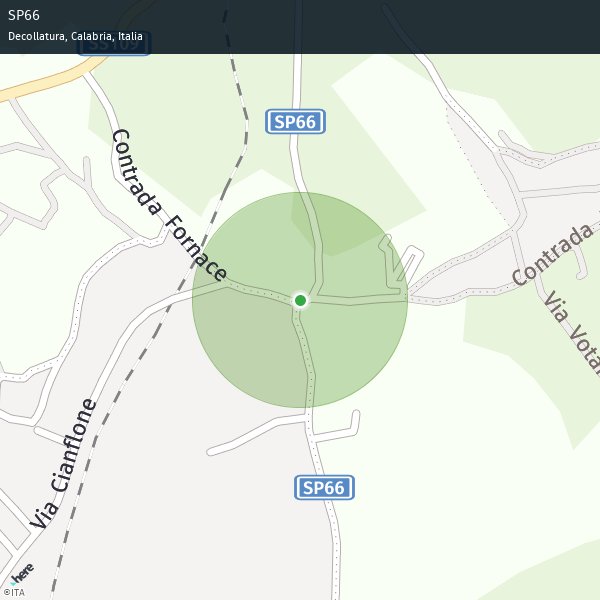 SP66
Decollatura, Calabria, Italia
SS109
SP66
Contrada Fornace
Contrada
Via Votar
Via Cianflone
SP66
here
©ITA